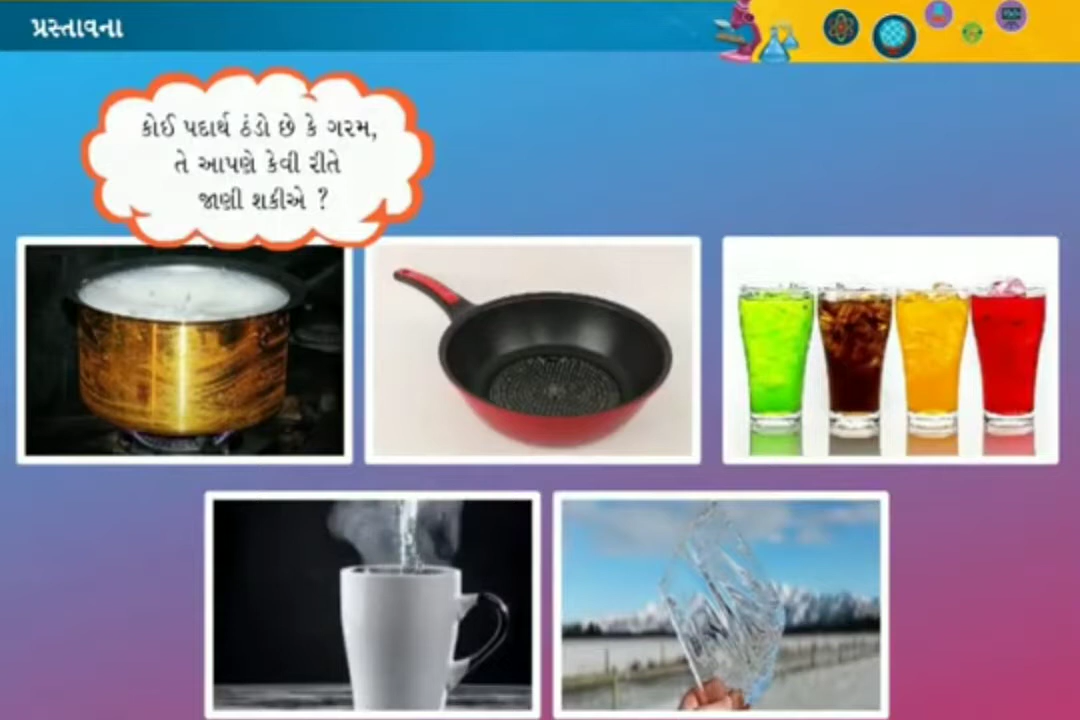 પ્રસ્તાવના
કોઈ પદાર્થ ઠંડો છે કે ગરમ,
તે આપણે કેવી રીતે
જાણી શકીએ ?